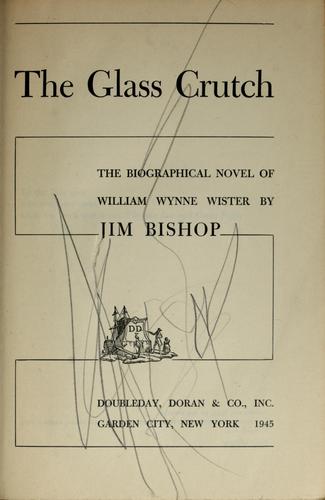 The Glass Crutch
THE BIOGRAPHICAL NOVEL OF
WILLIAM WYNNE WISTER BY
JIM BISHOP
DD
DOUBLEDAY, DORAN & CO., INC.
GARDEN CITY, NEW YORK 1945